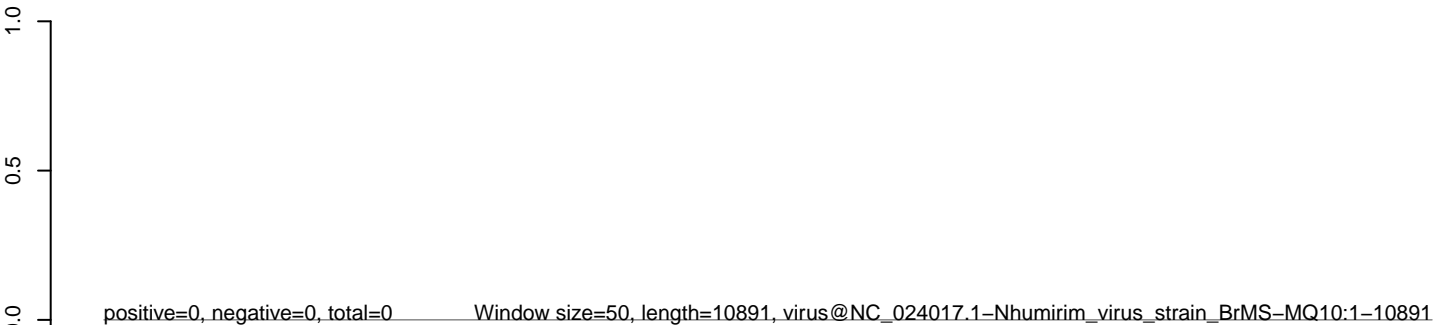 1.0
0.5
0.0
positive=0, negative=0, total=0 Window size=50, length=10891, virus@NC_024017.1−Nhumirim_virus_strain_BrMS−MQ10:1−10891